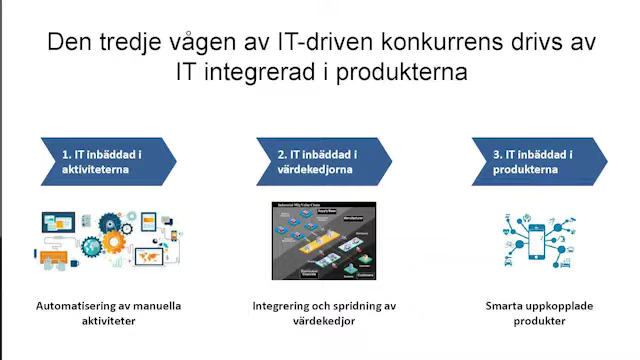 Den tredje vågen av IT-driven konkurrens drivs av
IT integrerad i produkterna
1. IT inbäddad i
aktiviteterna
2. IT inbäddad i
värdekedjorna
3. IT inbäddad i
produkterna
Automatisering av manuella
aktiviteter
Integrering och spridning av
värdekedjor
Smarta uppkopplade
produkter